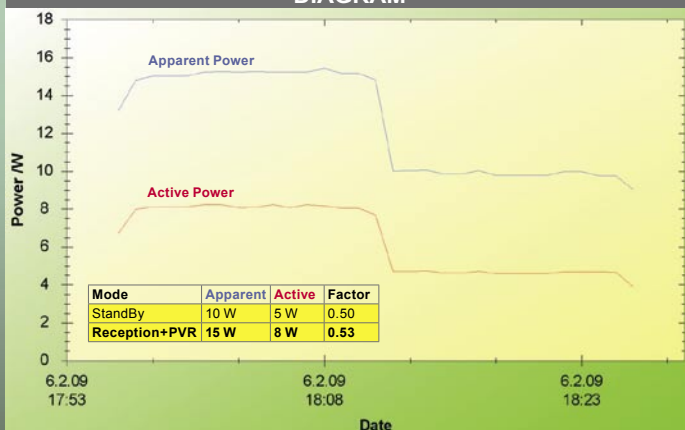 DIAGRAM
18
16
14
12
10
8
6
4
2
0
Power /W
Apparent Power
Active Power
Mode Apparent Active Factor
StandBy 10 W 5 W 0.50
Reception+PVR 15 W 8 W 0.53
6.2.09 6.2.09 6.2.09
17:53 18:08 18:23
Date